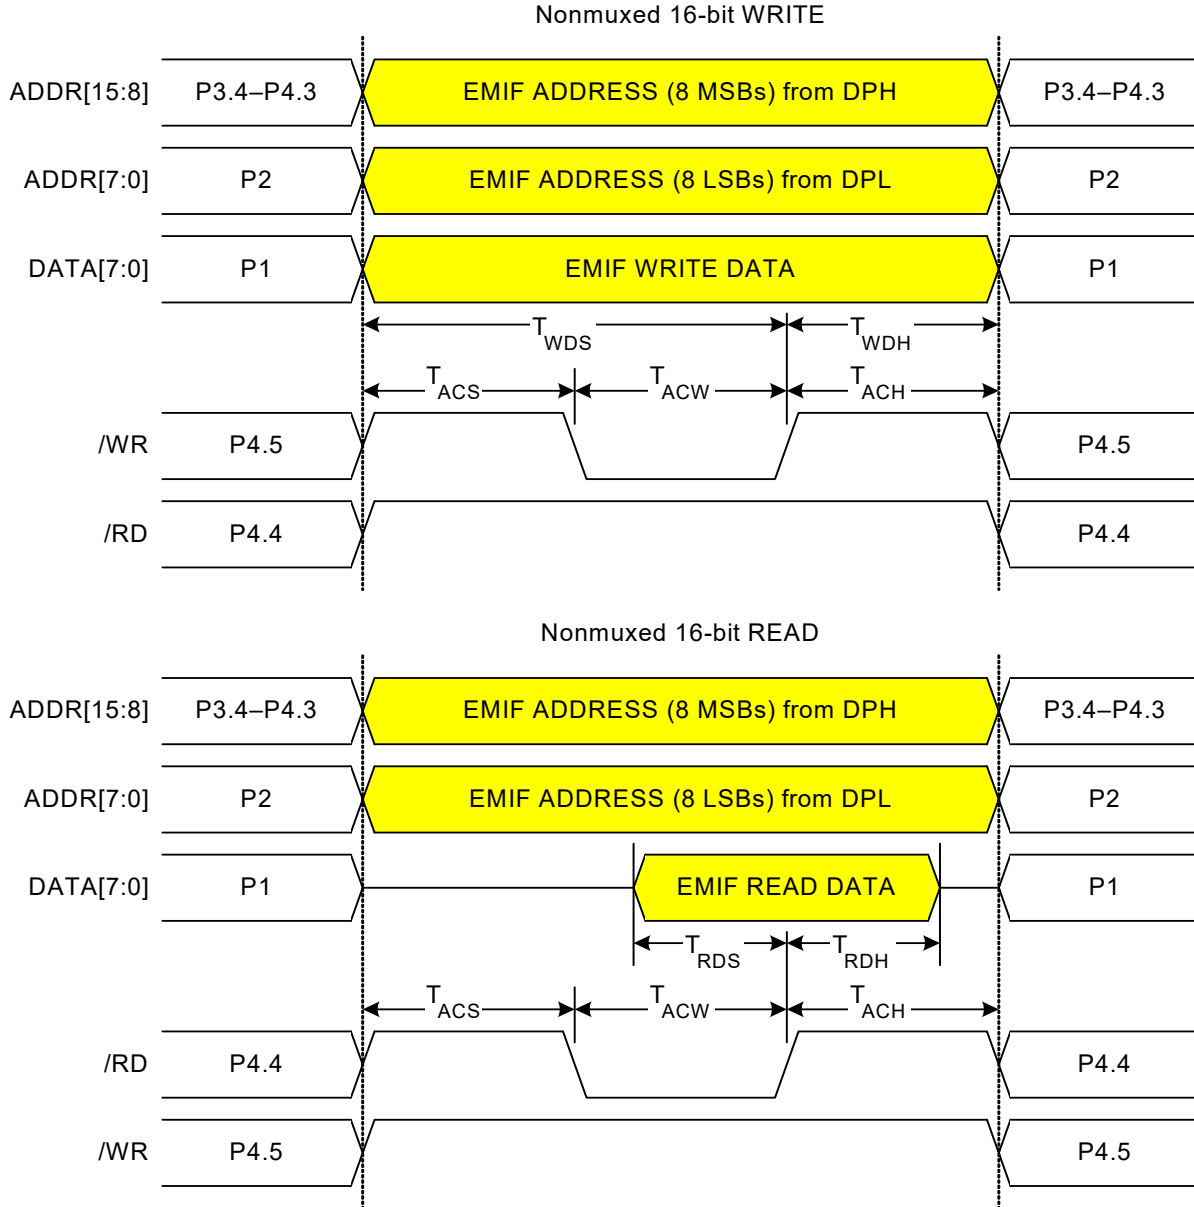 Nonmuxed 16-bit WRITE
ADDR[15:8] P3.4–P4.3 EMIF ADDRESS (8 MSBs) from DPH P3.4–P4.3
ADDR[7:0] P2 EMIF ADDRESS (8 LSBs) from DPL P2
DATA[7:0] P1 EMIF WRITE DATA P1
TWDS TWDH
TACS TACW TACH
/WR P4.5 P4.5
/RD P4.4 P4.4
Nonmuxed 16-bit READ
ADDR[15:8] P3.4–P4.3 EMIF ADDRESS (8 MSBs) from DPH P3.4–P4.3
ADDR[7:0] P2 EMIF ADDRESS (8 LSBs) from DPL P2
DATA[7:0] P1 EMIF READ DATA P1
TRDS TRDH
TACS TACW TACH
/RD P4.4 P4.4
/WR P4.5 P4.5